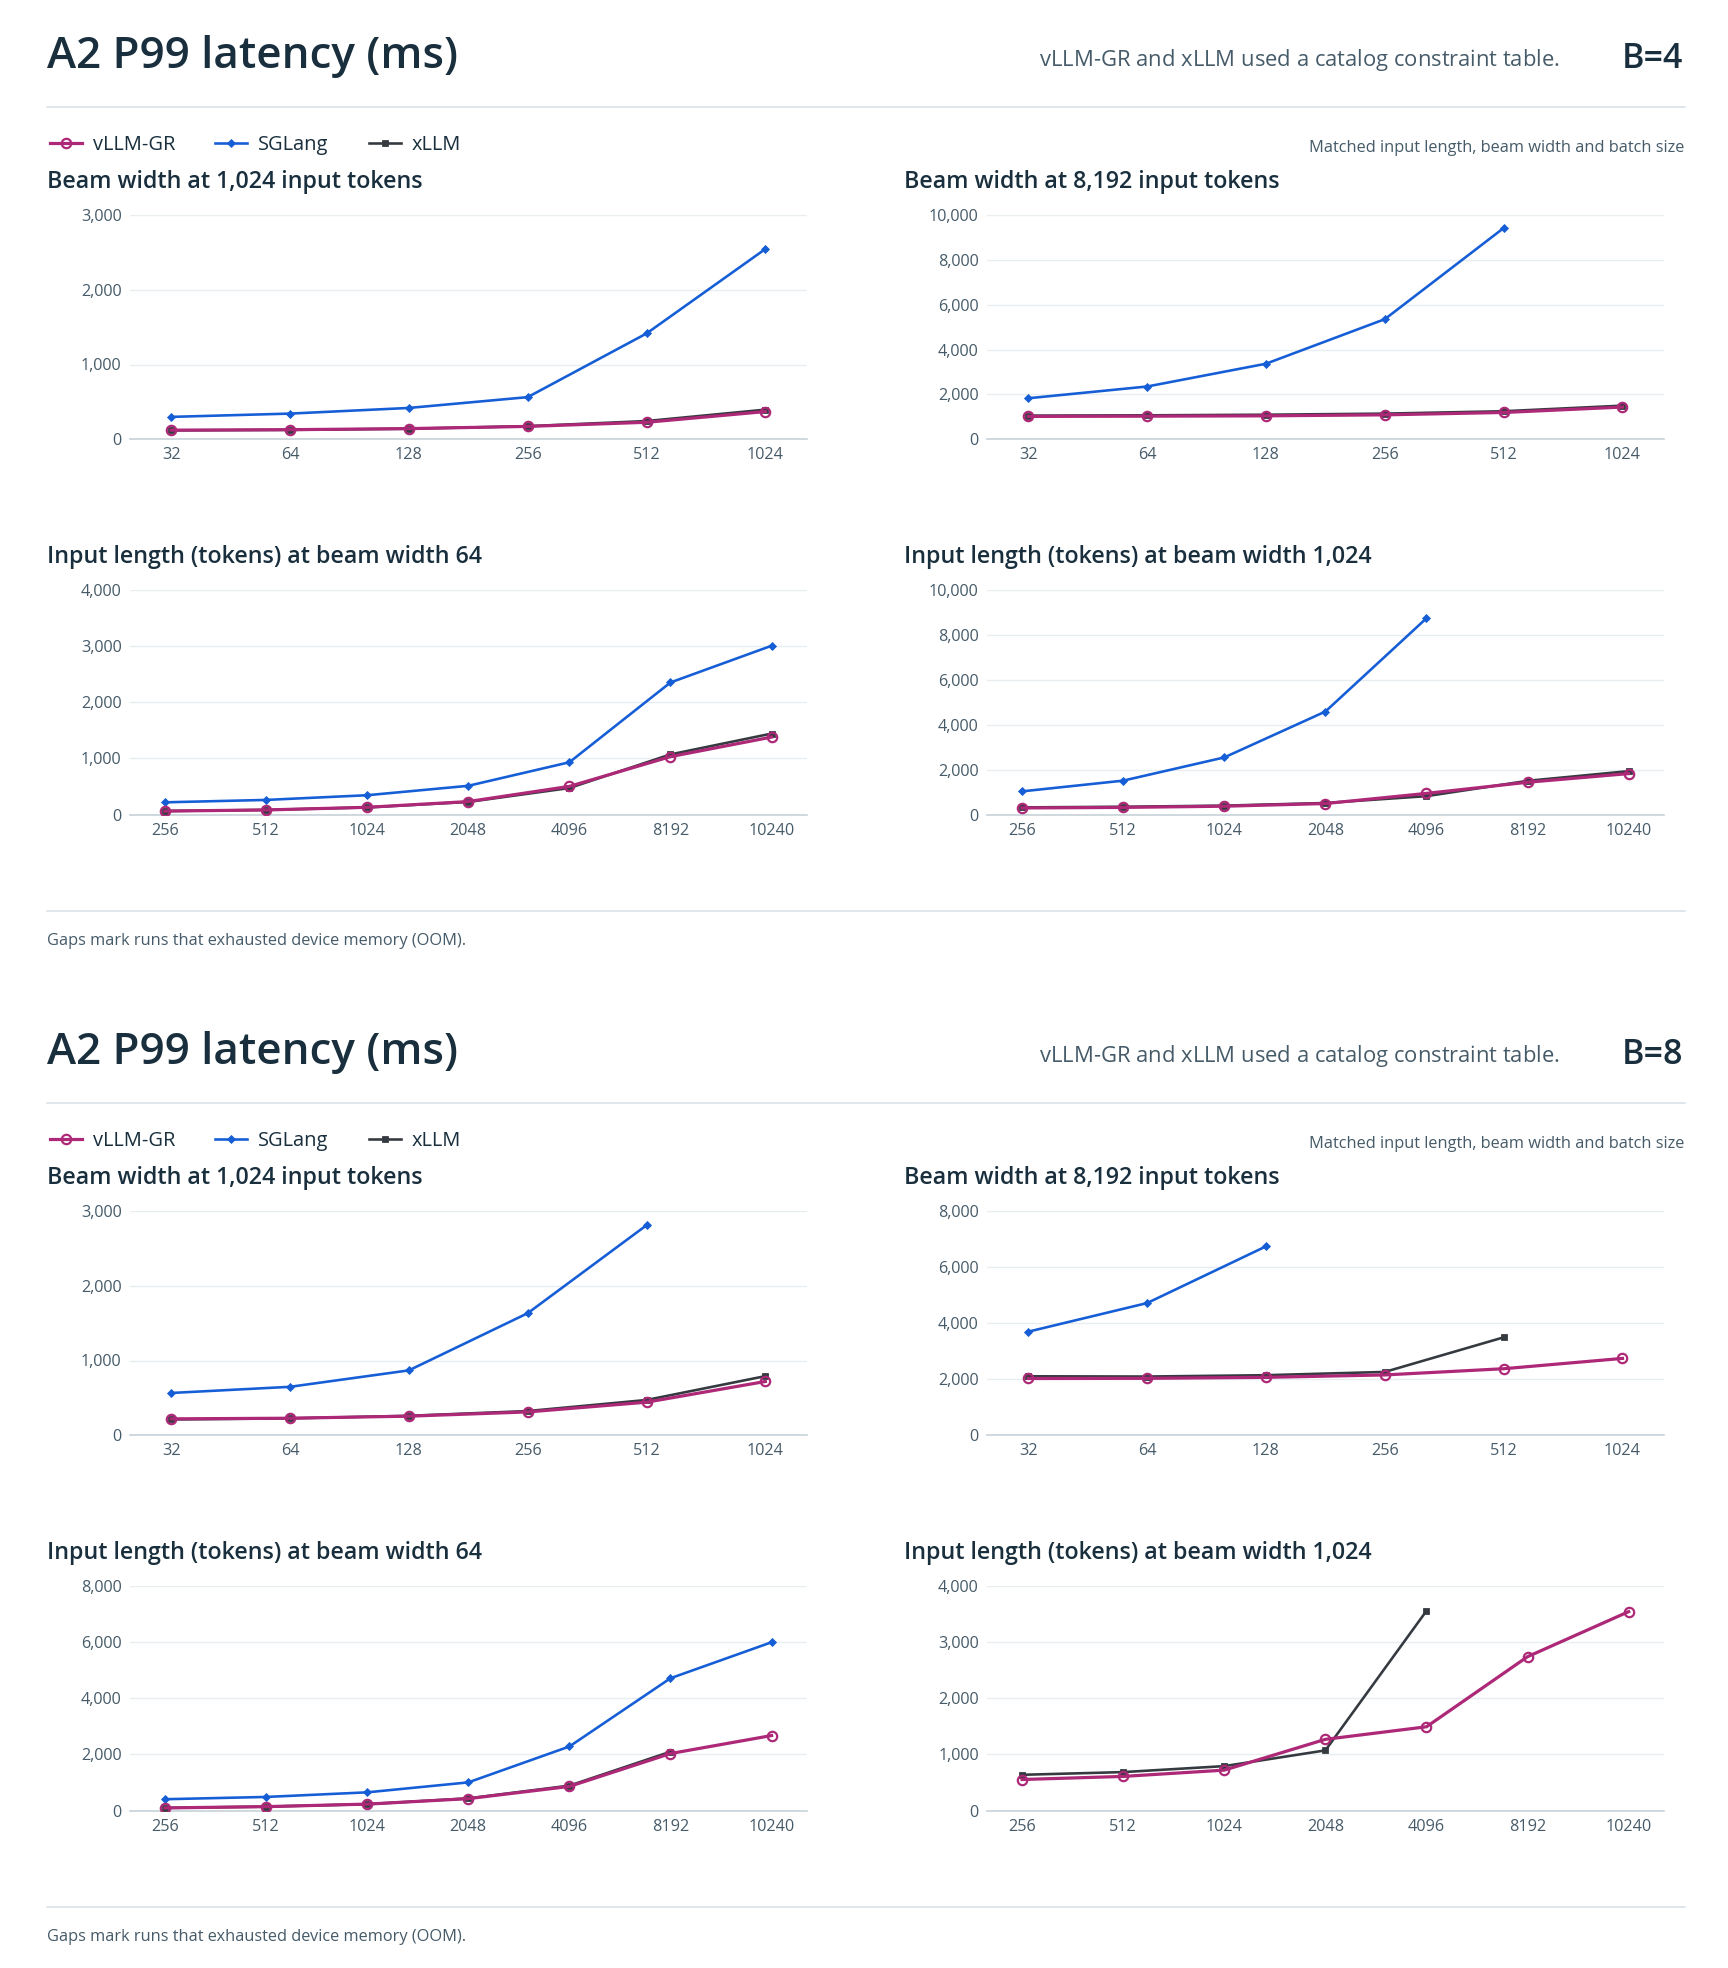 A2 P99 latency (ms)
vLLM-GR and xLLM used a catalog constraint table.
B=4
vLLM-GR SGLang xLLM
Matched input length, beam width and batch size
Beam width at 1,024 input tokens
3,000
2,000
1,000
0
32 64 128 256 512 1024
Beam width at 8,192 input tokens
10,000
8,000
6,000
4,000
2,000
0
32 64 128 256 512 1024
Input length (tokens) at beam width 64
4,000
3,000
2,000
1,000
0
256 512 1024 2048 4096 8192 10240
Input length (tokens) at beam width 1,024
10,000
8,000
6,000
4,000
2,000
0
256 512 1024 2048 4096 8192 10240
Gaps mark runs that exhausted device memory (OOM).
A2 P99 latency (ms)
vLLM-GR and xLLM used a catalog constraint table.
B=8
vLLM-GR SGLang xLLM
Matched input length, beam width and batch size
Beam width at 1,024 input tokens
3,000
2,000
1,000
0
32 64 128 256 512 1024
Beam width at 8,192 input tokens
8,000
6,000
4,000
2,000
0
32 64 128 256 512 1024
Input length (tokens) at beam width 64
8,000
6,000
4,000
2,000
0
256 512 1024 2048 4096 8192 10240
Input length (tokens) at beam width 1,024
4,000
3,000
2,000
1,000
0
256 512 1024 2048 4096 8192 10240
Gaps mark runs that exhausted device memory (OOM).